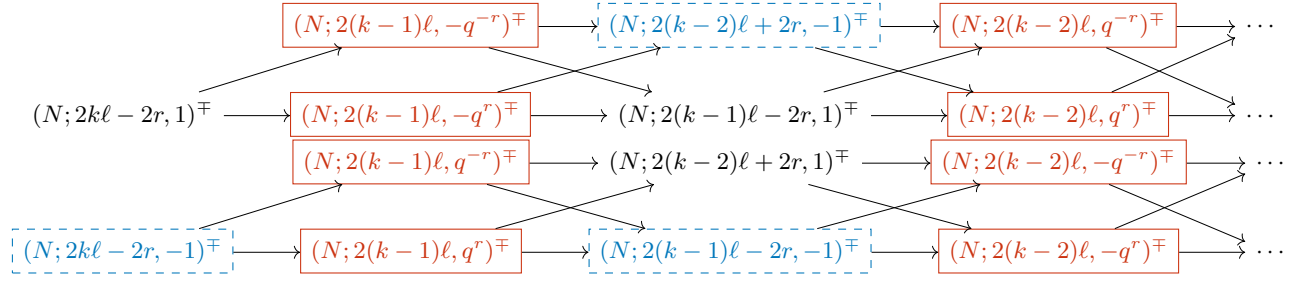 (N; 2(k − 1)ℓ, −q^{−r})^∓ (N; 2(k − 2)ℓ + 2r, −1)^∓ (N; 2(k − 2)ℓ, q^{−r})^∓ ⋯
(N; 2kℓ − 2r, 1)^∓ (N; 2(k − 1)ℓ, −q^r)^∓ (N; 2(k − 1)ℓ − 2r, 1)^∓ (N; 2(k − 2)ℓ, q^r)^∓ ⋯
(N; 2(k − 1)ℓ, q^{−r})^∓ (N; 2(k − 2)ℓ + 2r, 1)^∓ (N; 2(k − 2)ℓ, −q^{−r})^∓ ⋯
(N; 2kℓ − 2r, −1)^∓ (N; 2(k − 1)ℓ, q^r)^∓ (N; 2(k − 1)ℓ − 2r, −1)^∓ (N; 2(k − 2)ℓ, −q^r)^∓ ⋯